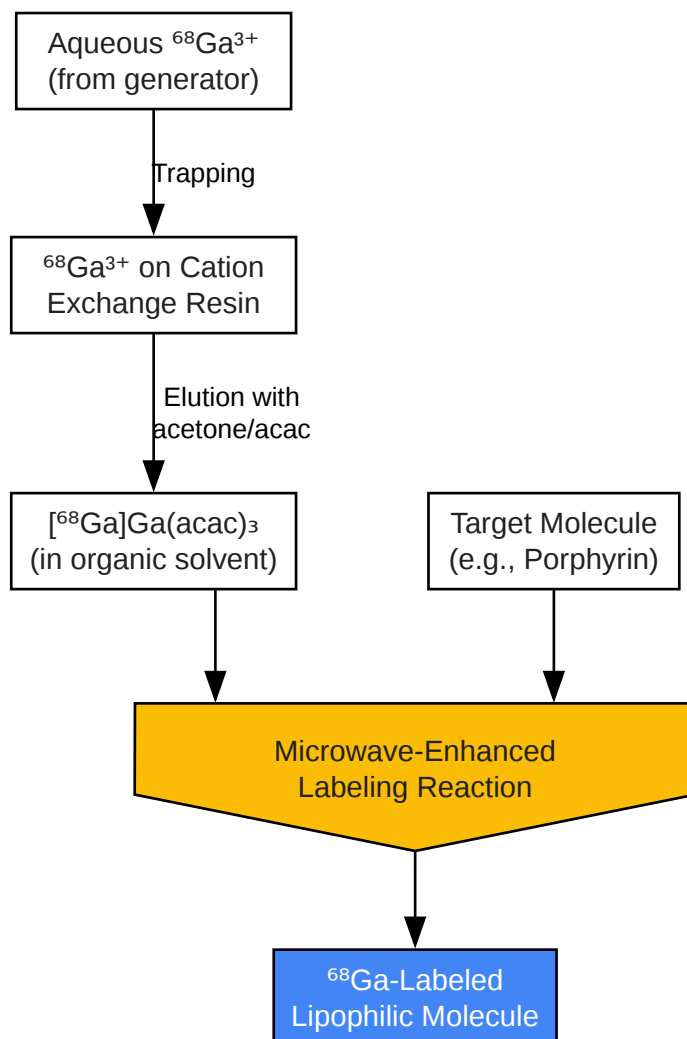 Aqueous ⁶⁸Ga³⁺
(from generator)
Trapping
⁶⁸Ga³⁺ on Cation
Exchange Resin
Elution with
acetone/acac
[⁶⁸Ga]Ga(acac)₃
(in organic solvent)
Target Molecule
(e.g., Porphyrin)
Microwave-Enhanced
Labeling Reaction
⁶⁸Ga-Labeled
Lipophilic Molecule